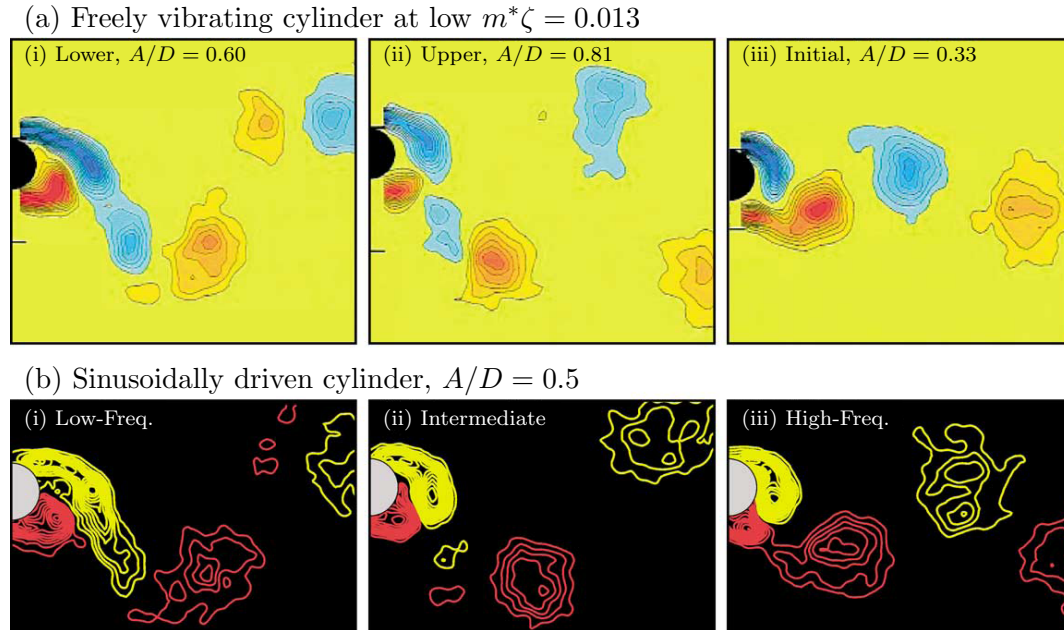 (a) Freely vibrating cylinder at low m*ζ = 0.013
(i) Lower, A/D = 0.60
(ii) Upper, A/D = 0.81
(iii) Initial, A/D = 0.33
(b) Sinusoidally driven cylinder, A/D = 0.5
(i) Low-Freq.
(ii) Intermediate
(iii) High-Freq.